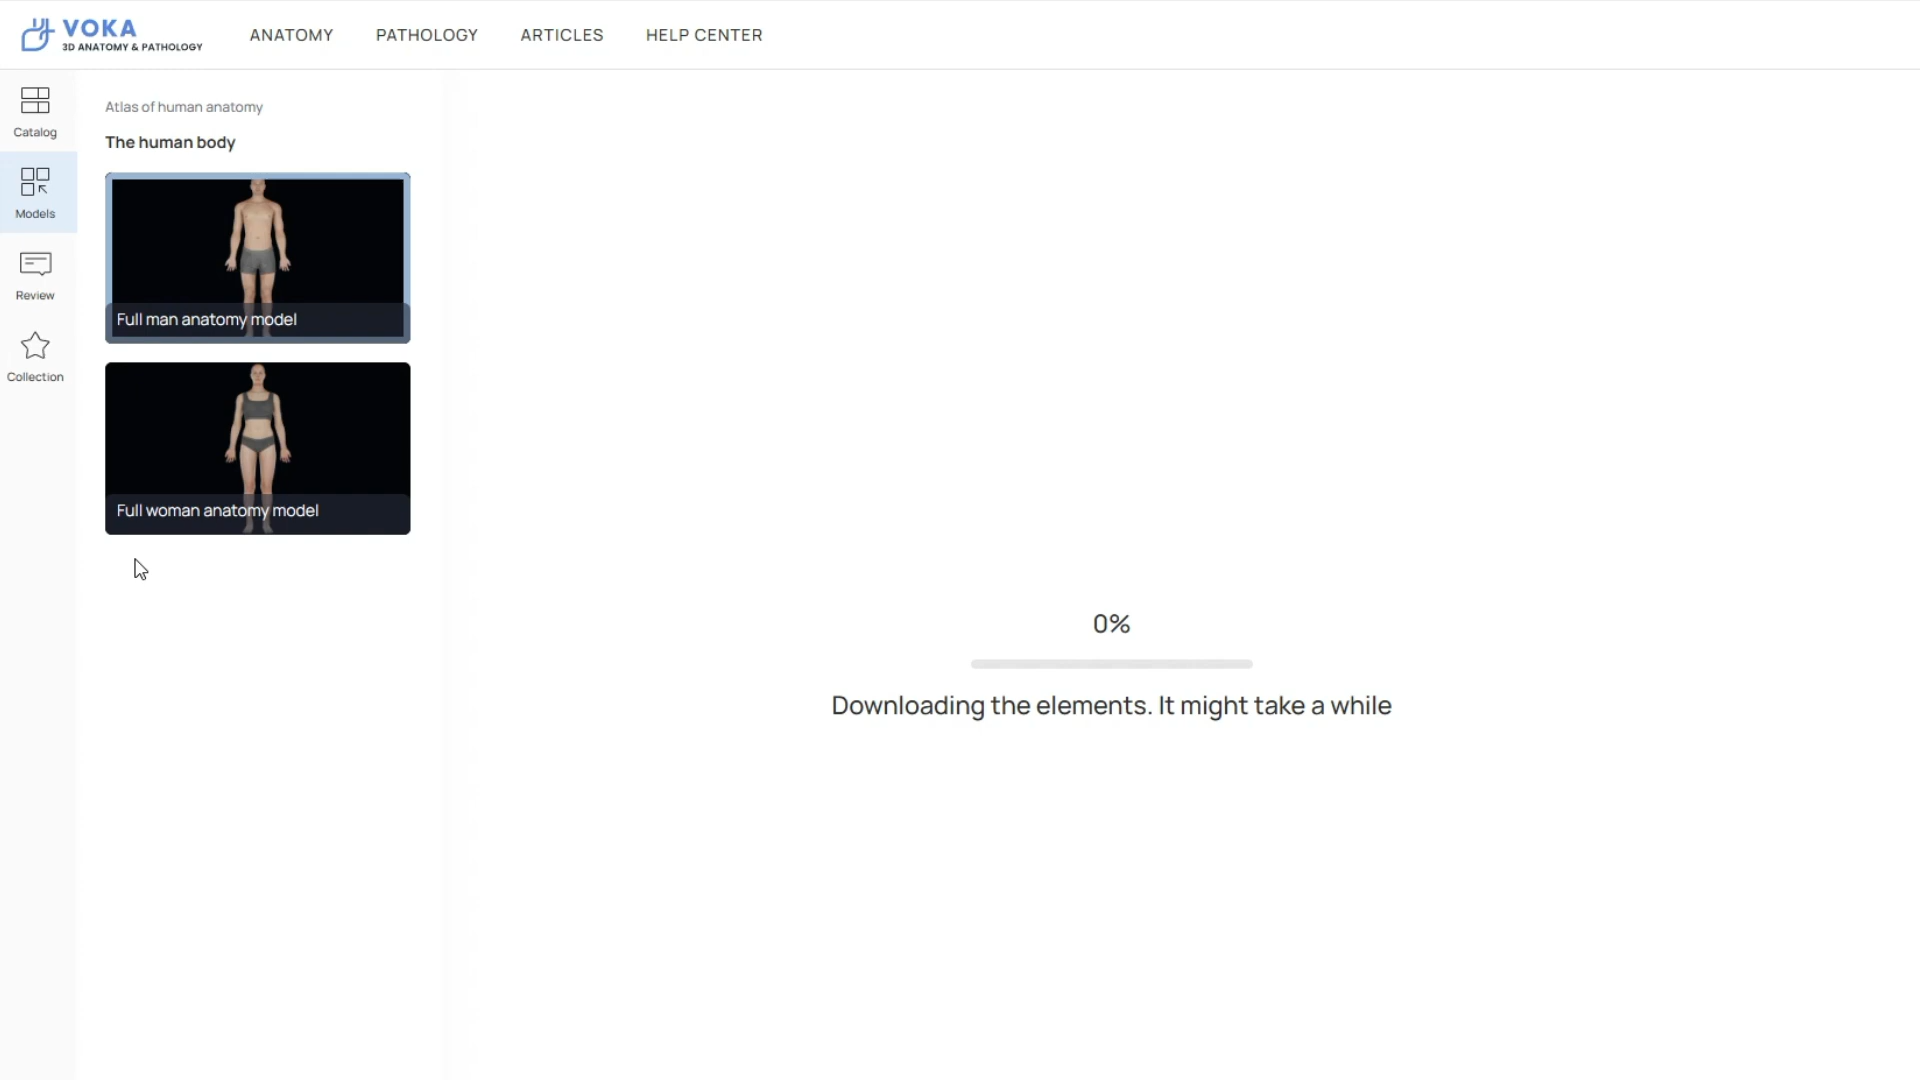 VOKA
3D ANATOMY & PATHOLOGY
ANATOMY
PATHOLOGY
ARTICLES
HELP CENTER
Catalog
Models
Review
Collection
Atlas of human anatomy
The human body
Full man anatomy model
Full woman anatomy model
0%
Downloading the elements. It might take a while